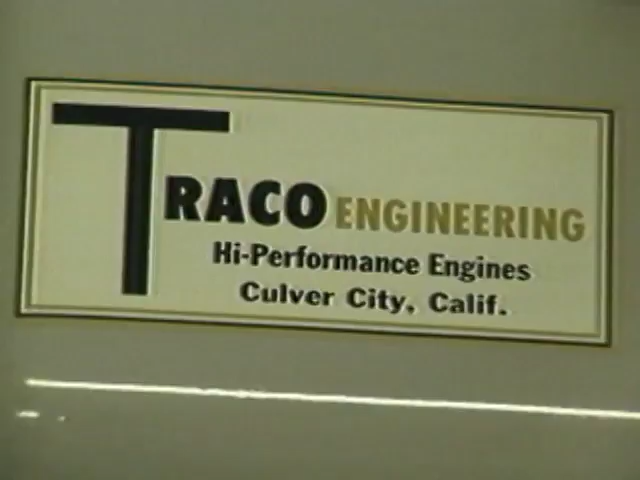 TRACO ENGINEERING
Hi-Performance Engines
Culver City, Calif.